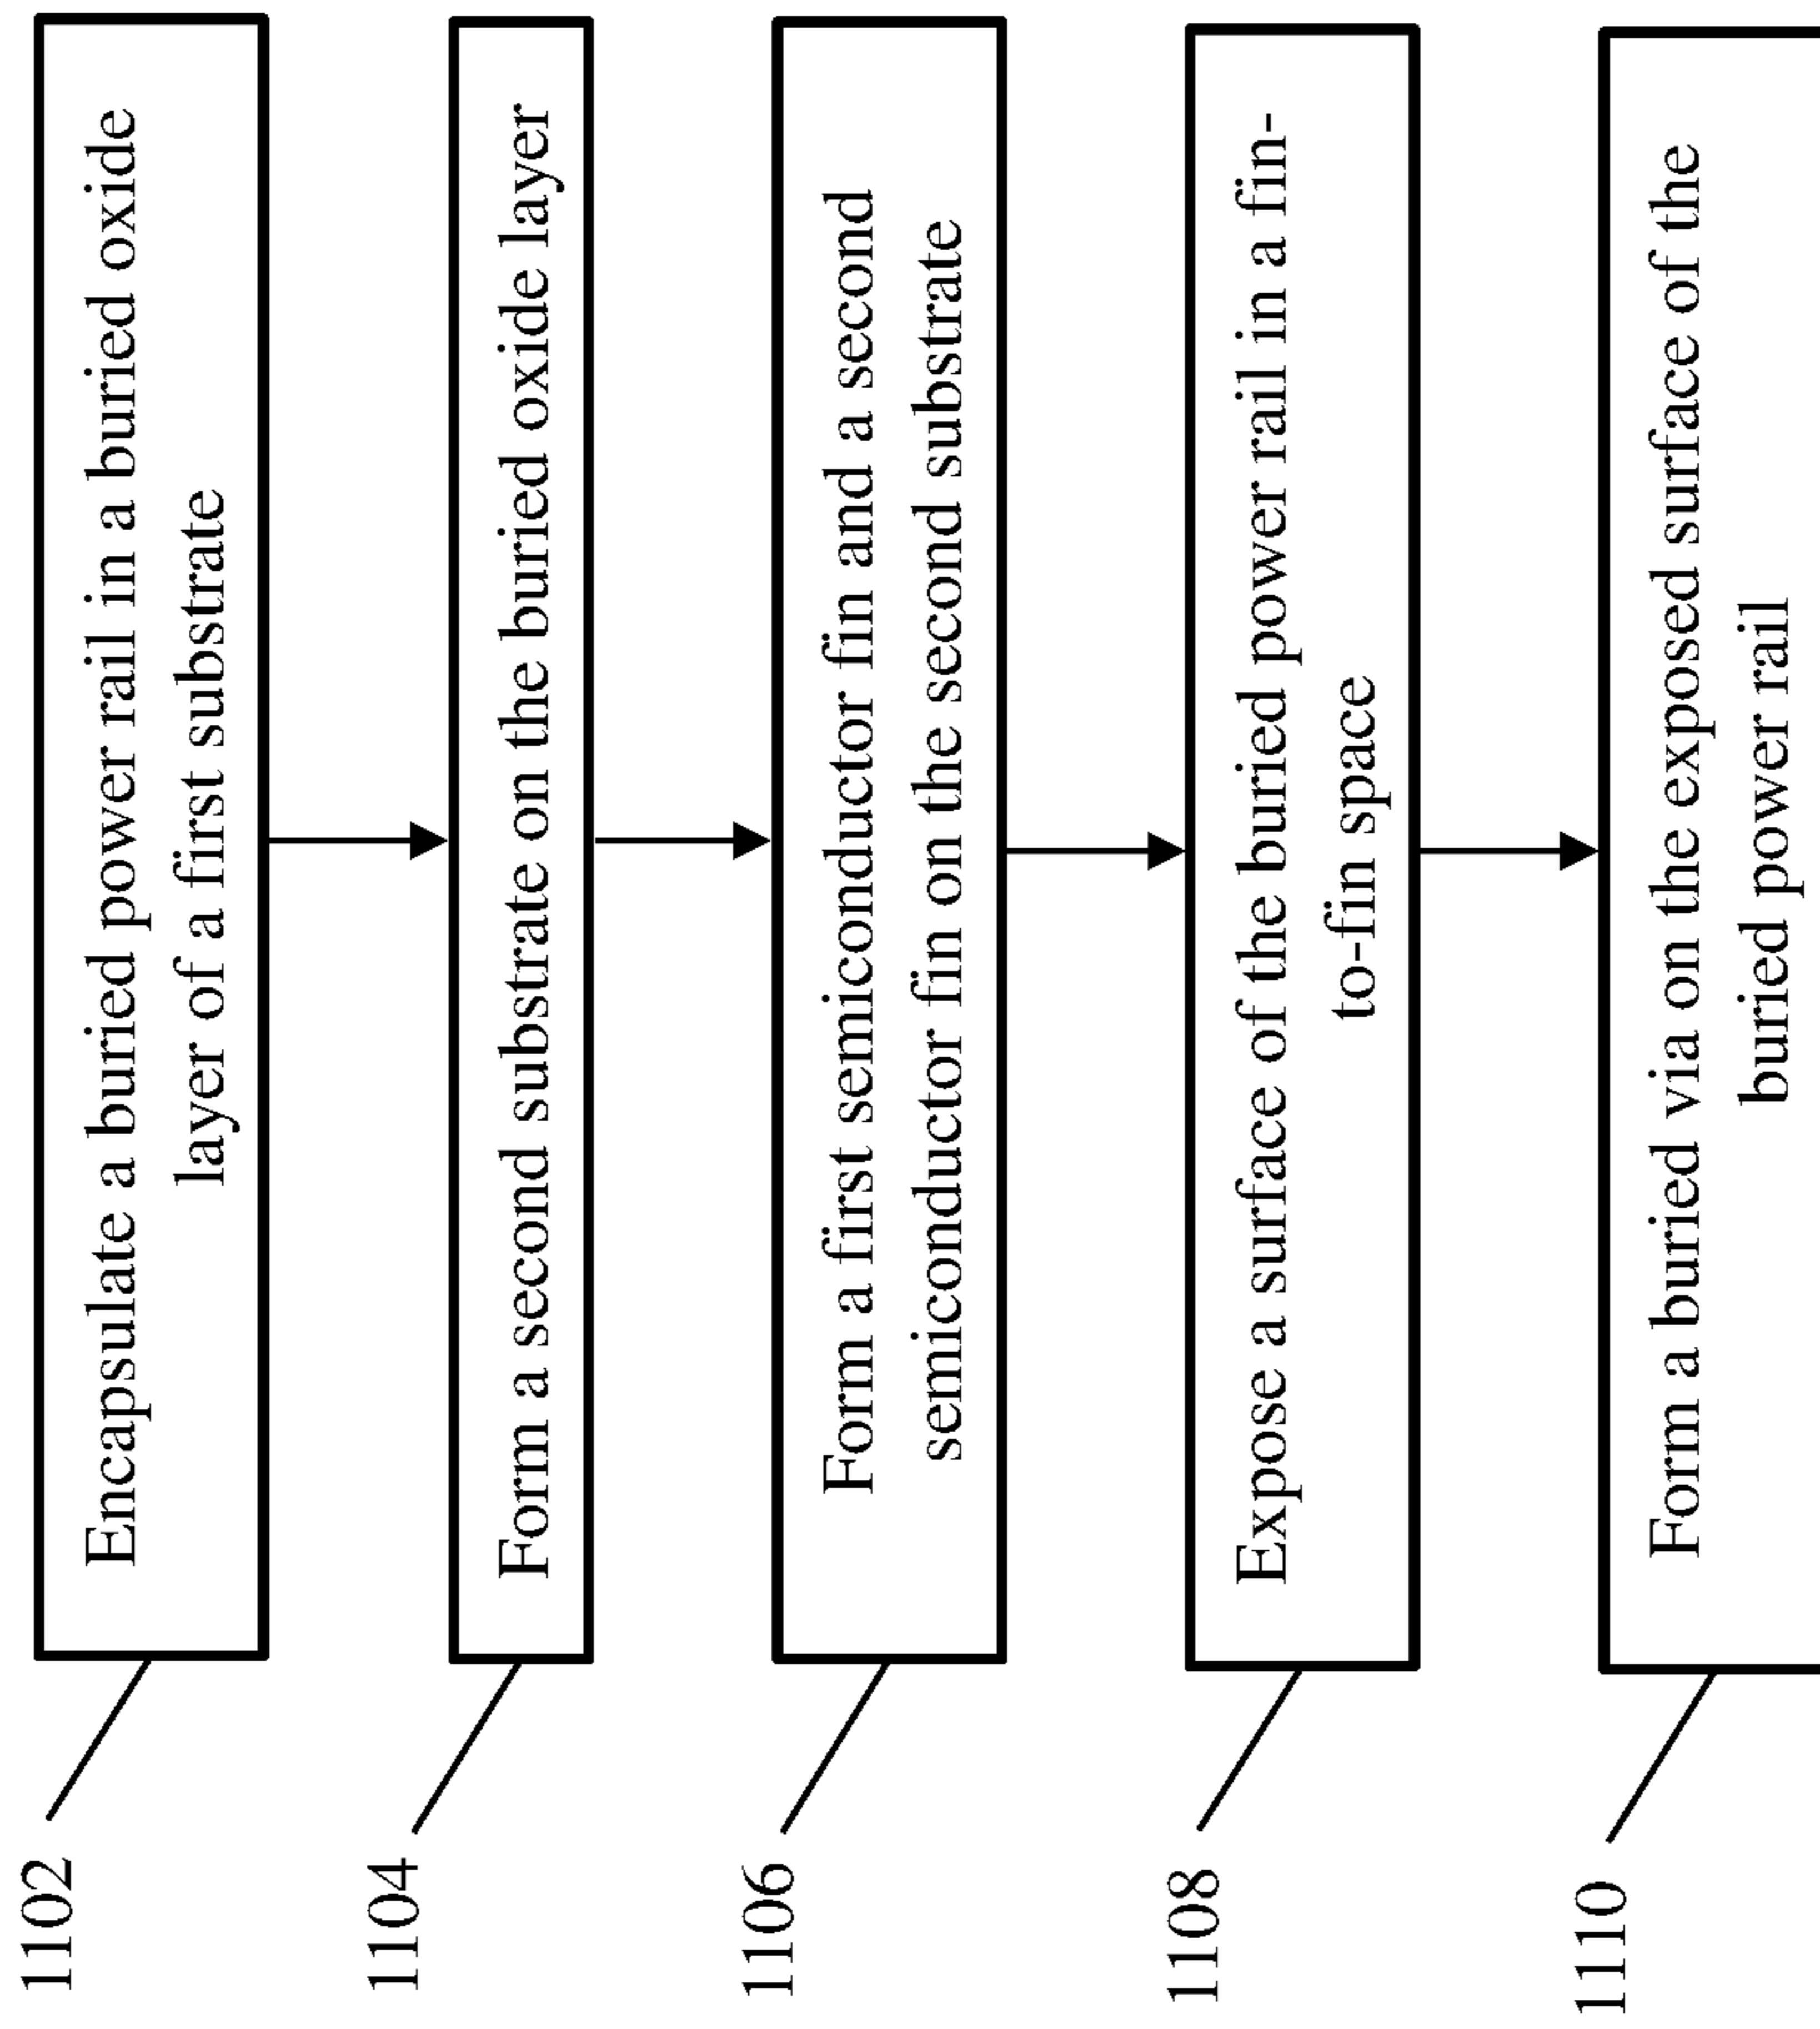 1102
Encapsulate a buried power rail in a buried oxide
layer of a first substrate
1104
Form a second substrate on the buried oxide layer
1106
Form a first semiconductor fin and a second
semiconductor fin on the second substrate
1108
Expose a surface of the buried power rail in a fin-
to-fin space
1110
Form a buried via on the exposed surface of the
buried power rail